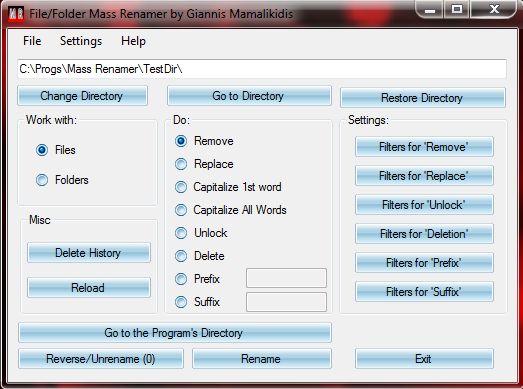 MR File/Folder Mass Renamer by Giannis Mamalikidis
File Settings Help
C:\Progs\Mass Renamer\TestDir\
Change Directory Go to Directory Restore Directory
Work with:
Files
Folders
Misc
Delete History
Reload
Do:
Remove
Replace
Capitalize 1st word
Capitalize All Words
Unlock
Delete
Prefix
Suffix
Settings:
Filters for 'Remove'
Filters for 'Replace'
Filters for 'Unlock'
Filters for 'Deletion'
Filters for 'Prefix'
Filters for 'Suffix'
Go to the Program's Directory
Reverse/Unrename (0) Rename Exit